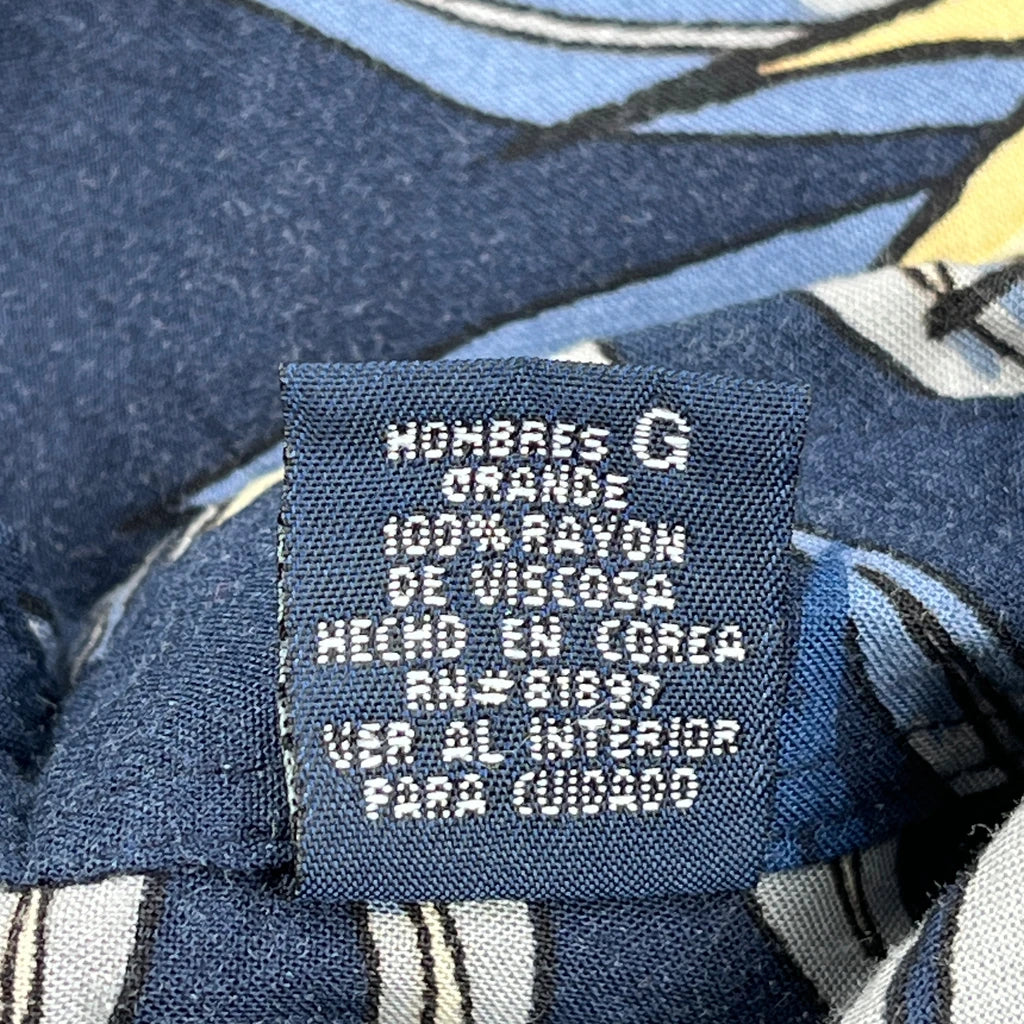 HOMBRES G
GRANDE
100% RAYON
DE VISCOSA
HECHO EN COREA
RN= 81897
VER AL INTERIOR
PARA CUIDADO